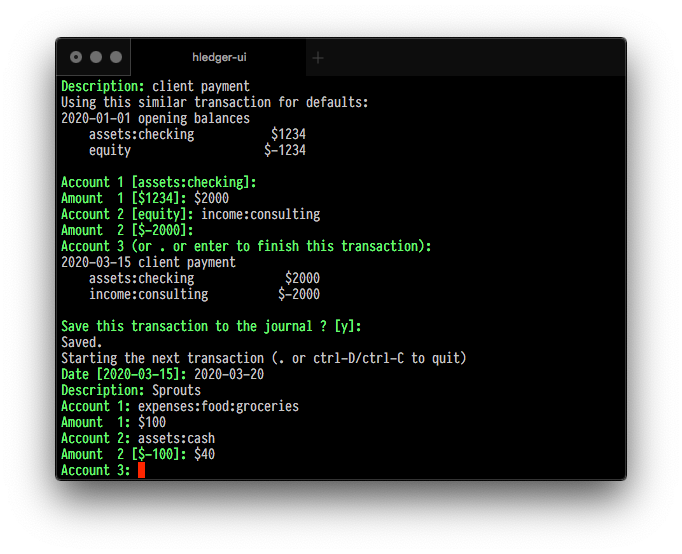 hledger-ui
Description: client payment
Using this similar transaction for defaults:
2020-01-01 opening balances
    assets:checking           $1234
    equity                   $-1234

Account 1 [assets:checking]:
Amount  1 [$1234]: $2000
Account 2 [equity]: income:consulting
Amount  2 [$-2000]:
Account 3 (or . or enter to finish this transaction):
2020-03-15 client payment
    assets:checking             $2000
    income:consulting          $-2000

Save this transaction to the journal ? [y]:
Saved.
Starting the next transaction (. or ctrl-D/ctrl-C to quit)
Date [2020-03-15]: 2020-03-20
Description: Sprouts
Account 1: expenses:food:groceries
Amount  1: $100
Account 2: assets:cash
Amount  2 [$-100]: $40
Account 3: